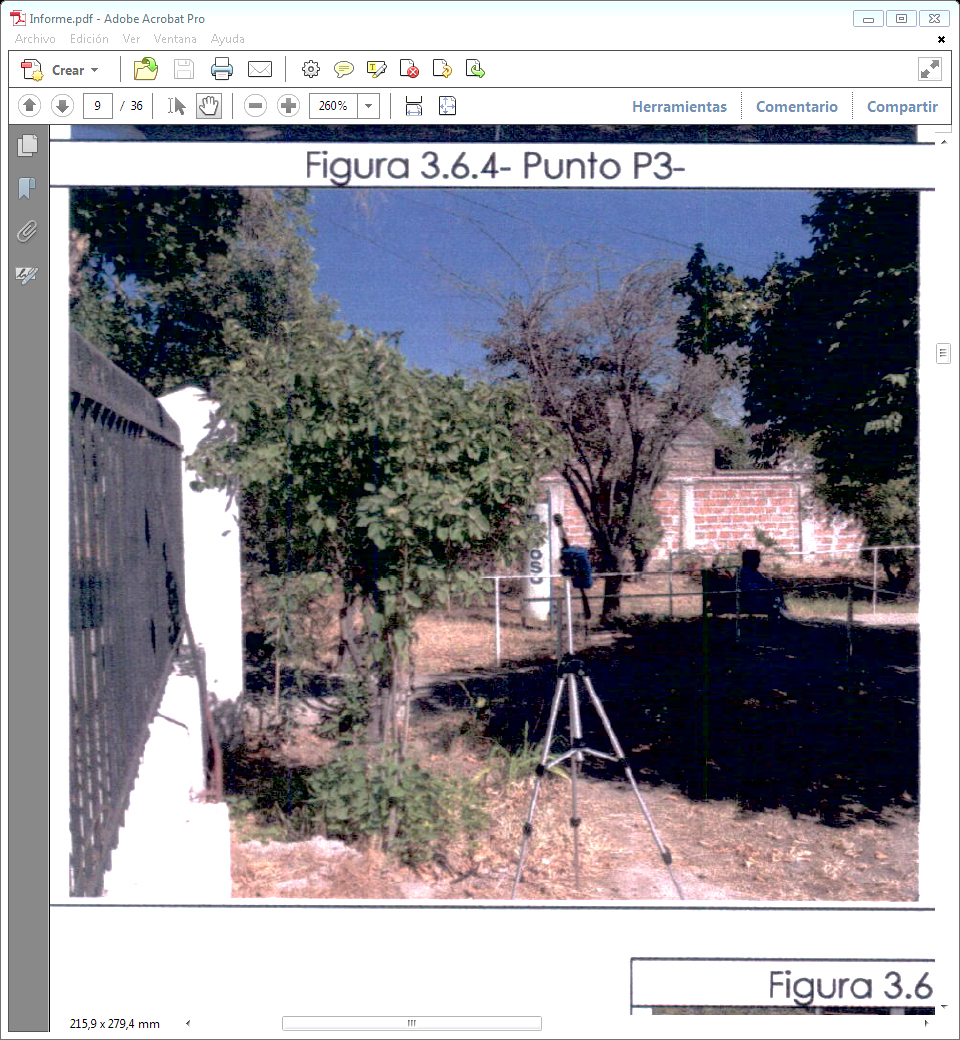 Informe.pdf - Adobe Acrobat Pro
Archivo Edición Ver Ventana Ayuda
Crear
9 / 36 260% Herramientas Comentario Compartir
Figura 3.6.4- Punto P3-
Figura 3.6
215,9 x 279,4 mm